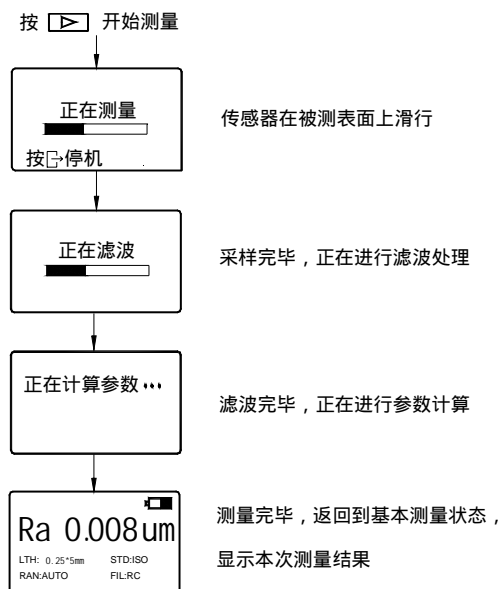 按 开始测量
正在测量
按停机
传感器在被测表面上滑行
正在滤波
采样完毕，正在进行滤波处理
正在计算参数...
滤波完毕，正在进行参数计算
Ra 0.008um
LTH: 0.25*5mm STD:ISO
RAN:AUTO FIL:RC
测量完毕，返回到基本测量状态，
显示本次测量结果